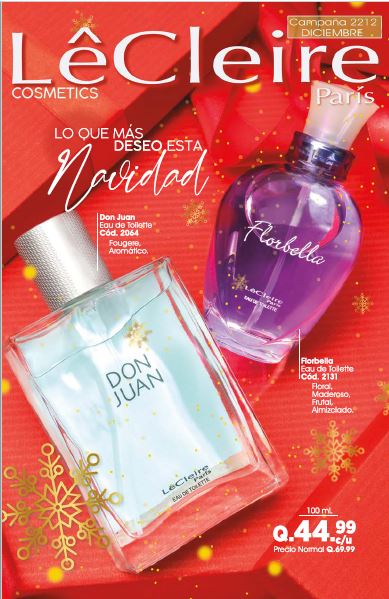 Campaña 2212
DICIEMBRE
LêCleire
COSMETICS
París
LO QUE MÁS
DESEO ESTA
Navidad
Don Juan
Eau de Toilette
Cód. 2064
Fougere,
Aromático.
Florbella
LêCleire
París
EAU DE TOILETTE
Florbella
Eau de Toilette
Cód. 2131
Floral,
Maderoso,
Frutal,
Almizclado.
DON
JUAN
LêCleire
París
EAU DE TOILETTE
100 mL
Q.44.99
c/u
Precio Normal Q.69.99